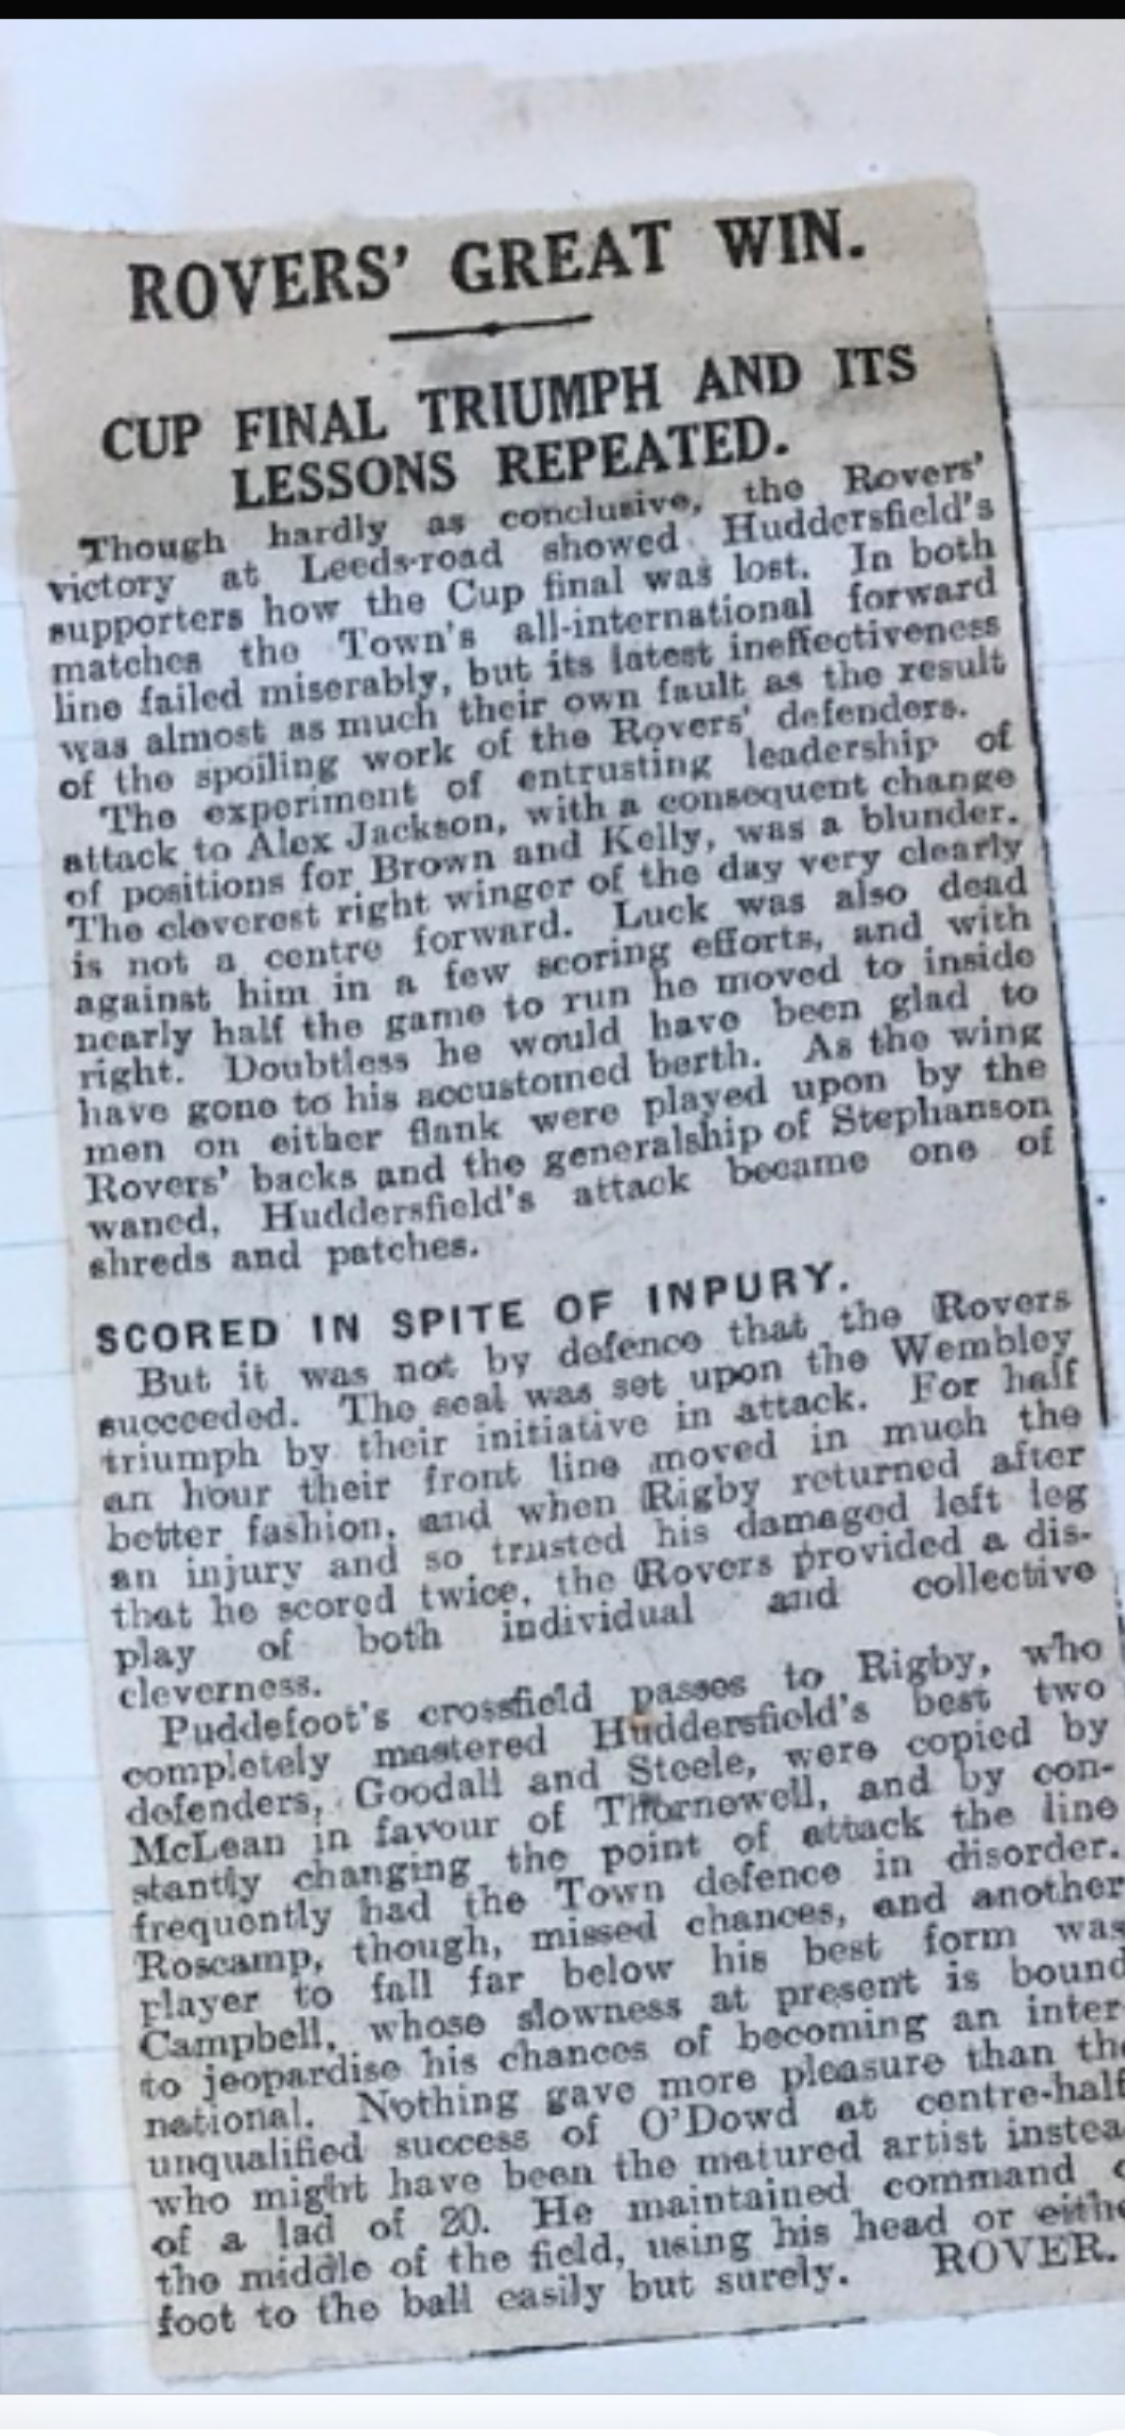 ROVERS' GREAT WIN.
CUP FINAL TRIUMPH AND ITS
LESSONS REPEATED.
Though hardly as conclusive, the Rovers'
victory at Leeds-road showed Huddersfield's
supporters how the Cup final was lost. In both
matches the Town's all-international forward
line failed miserably, but its latest ineffectiveness
was almost as much their own fault as the result
of the spoiling work of the Rovers' defenders.
The experiment of entrusting leadership of
attack to Alex Jackson, with a consequent change
of positions for Brown and Kelly, was a blunder.
The cleverest right winger of the day very clearly
is not a centre forward. Luck was also dead
against him in a few scoring efforts, and with
nearly half the game to run he moved to inside
right. Doubtless he would have been glad to
have gone to his accustomed berth. As the wing
men on either flank were played upon by the
Rovers' backs and the generalship of Stephanson
waned, Huddersfield's attack became one of
shreds and patches.
SCORED IN SPITE OF INPURY.
But it was not by defence that the Rovers
succeeded. The seal was set upon the Wembley
triumph by their initiative in attack. For half
an hour their front line moved in much the
better fashion, and when Rigby returned after
an injury and so trusted his damaged left leg
that he scored twice, the Rovers provided a dis-
play of both individual and collective
cleverness.
Puddefoot's crossfield passes to Rigby, who
completely mastered Huddersfield's best two
defenders, Goodall and Steele, were copied by
McLean in favour of Thornewell, and by con-
stantly changing the point of attack the line
frequently had the Town defence in disorder.
Roscamp, though, missed chances, and another
player to fall far below his best form was
Campbell, whose slowness at present is bound
to jeopardise his chances of becoming an inter
national. Nothing gave more pleasure than the
unqualified success of O'Dowd at centre-half
who might have been the matured artist instea
of a lad of 20. He maintained command o
the middle of the field, using his head or eithe
foot to the ball easily but surely. ROVER.